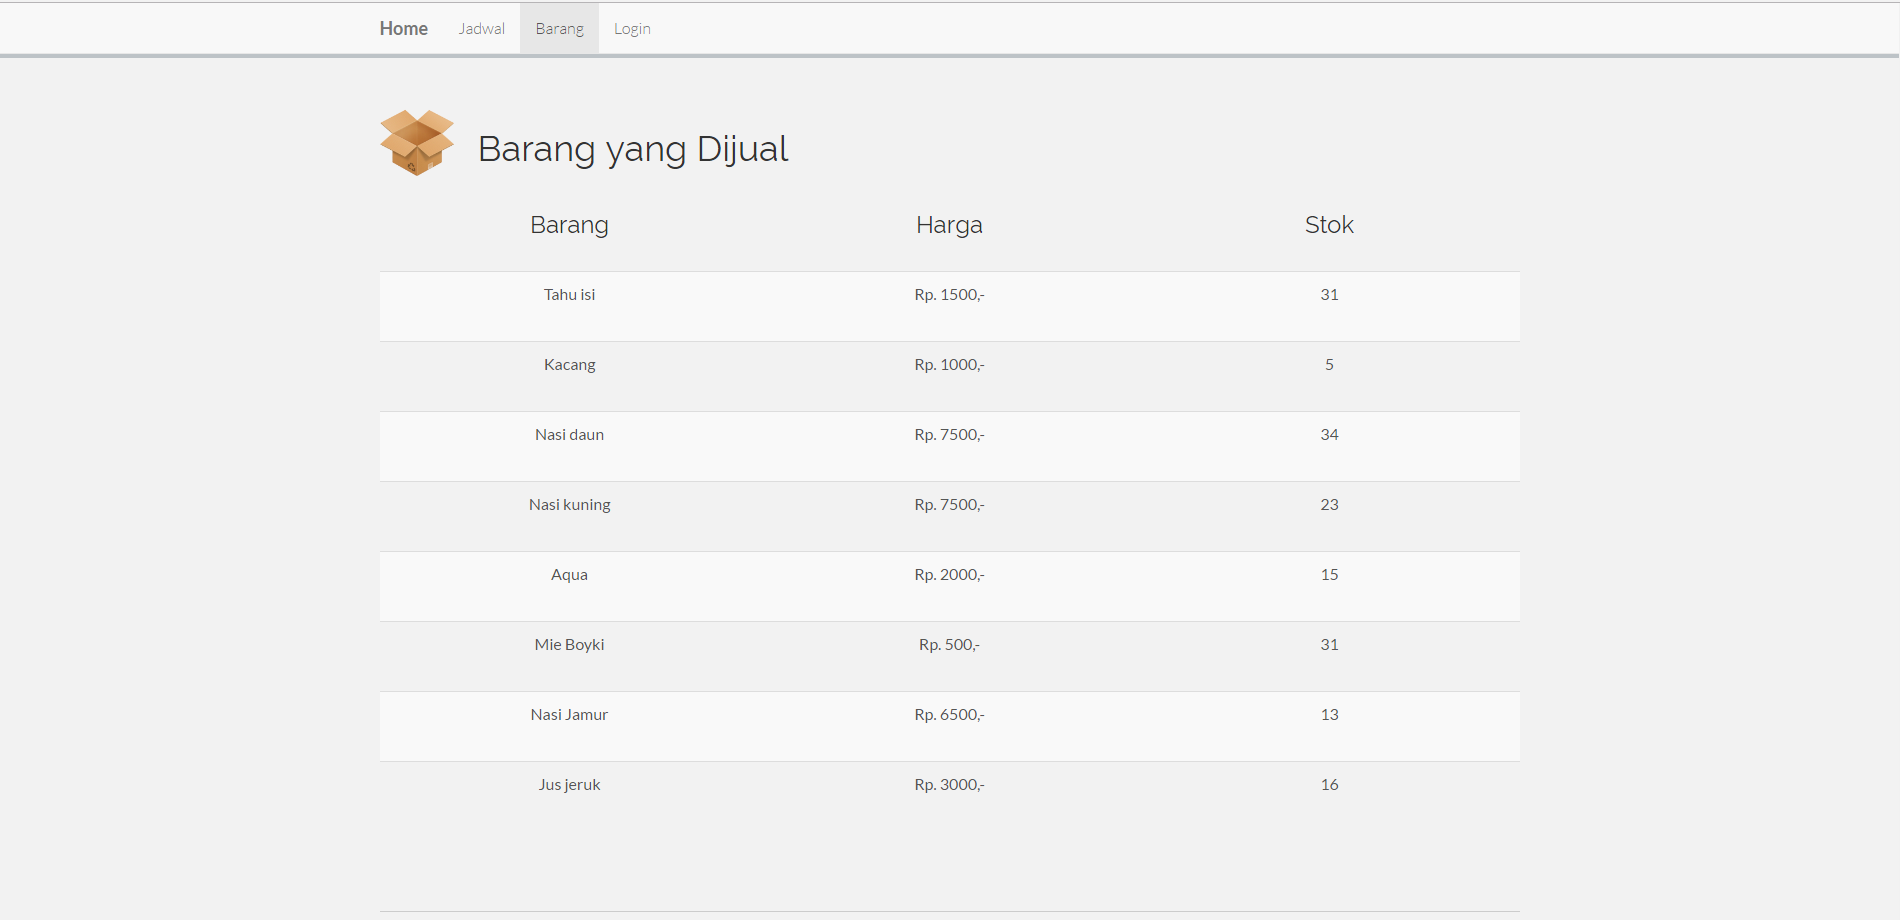 Home Jadwal Barang Login
Barang yang Dijual
Barang Harga Stok
Tahu isi Rp. 1500,- 31
Kacang Rp. 1000,- 5
Nasi daun Rp. 7500,- 34
Nasi kuning Rp. 7500,- 23
Aqua Rp. 2000,- 15
Mie Boyki Rp. 500,- 31
Nasi Jamur Rp. 6500,- 13
Jus jeruk Rp. 3000,- 16